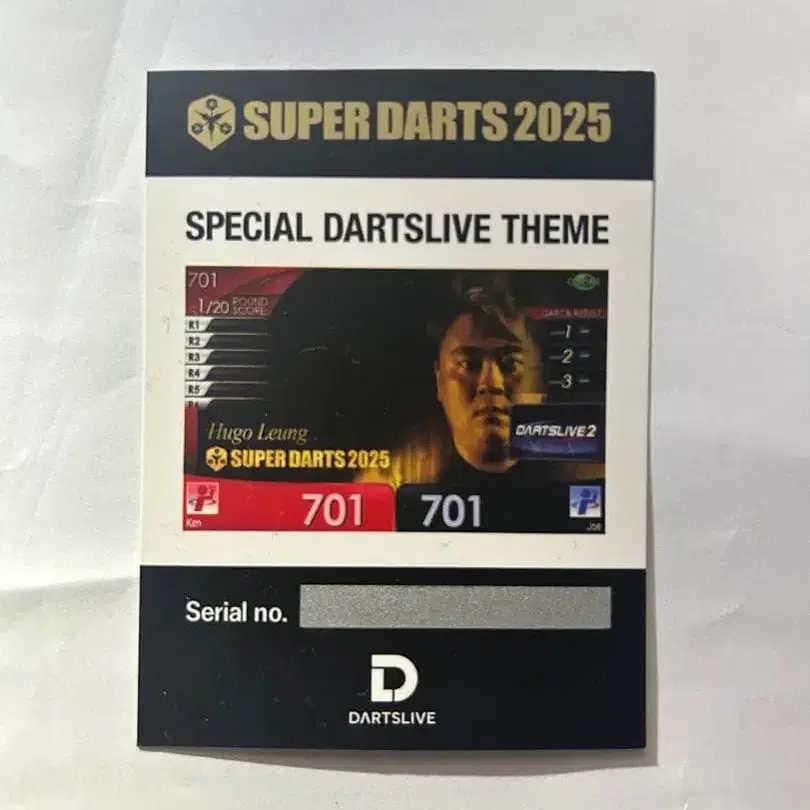 SUPER DARTS 2025
SPECIAL DARTSLIVE THEME
701
1/20 ROUND SCORE
R1
R2
R3
R4
R5
1
2
3
Hugo Leung
DARTSLIVE2
SUPER DARTS 2025
701
701
Ken
Joe
Serial no.
DARTSLIVE